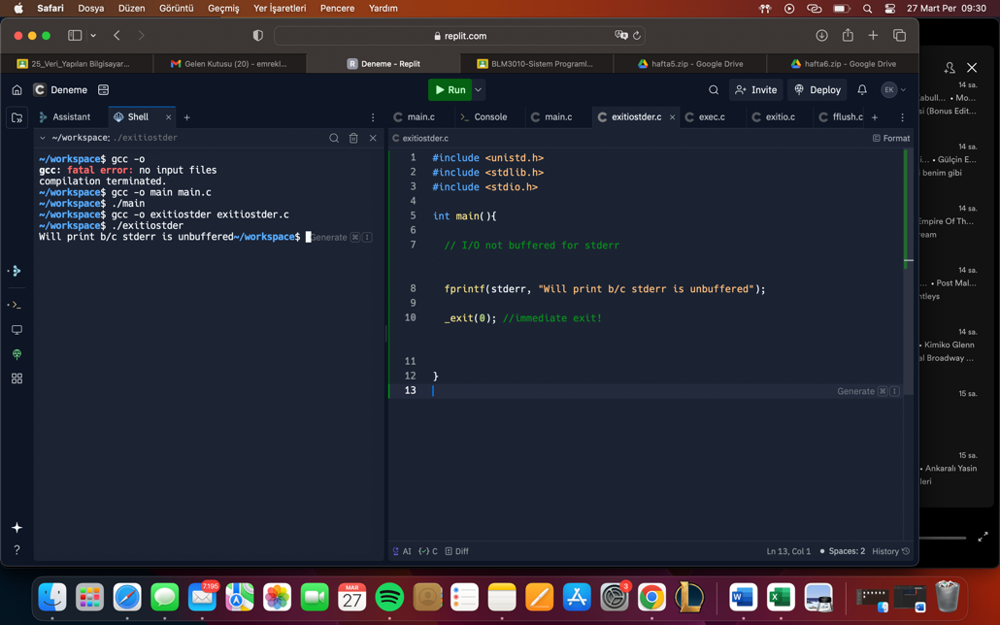 Safari Dosya Düzen Görüntü Geçmiş Yer İşaretleri Pencere Yardım 27 Mart Per 09:30
replit.com
25_Veri_Yapıları Bilgisayar... Gelen Kutusu (20) - emrekl... R Deneme - Replit BLM3010-Sistem Programl... hafta5.zip - Google Drive hafta6.zip - Google Drive
C Deneme Run Invite Deploy EK
Assistant Shell × + main.c Console main.c exitiostder.c × exec.c exitio.c fflush.c +
~/workspace: ./exitiostder
exitiostder.c Format
~/workspace$ gcc -o
gcc: fatal error: no input files
compilation terminated.
~/workspace$ gcc -o main main.c
~/workspace$ ./main
~/workspace$ gcc -o exitiostder exitiostder.c
~/workspace$ ./exitiostder
Will print b/c stderr is unbuffered~/workspace$ Generate ⌘ I
1 #include <unistd.h>
2 #include <stdlib.h>
3 #include <stdio.h>
4
5 int main(){
6
7 // I/O not buffered for stderr
8 fprintf(stderr, "Will print b/c stderr is unbuffered");
9
10 _exit(0); //immediate exit!
11
12 }
13 Generate ⌘ I
AI C Diff Ln 13, Col 1 Spaces: 2 History
14 sa.
abull... • Mo...
si (Bonus Edit...
14 sa.
• Gülçin E...
benim gibi
14 sa.
Empire Of Th...
ream
14 sa.
• Post Mal...
ntleys
14 sa.
• Kimiko Glenn
al Broadway ...
15 sa.
15 sa.
• Ankaralı Yasin
leri
7.195
MAR
27
3
W
X